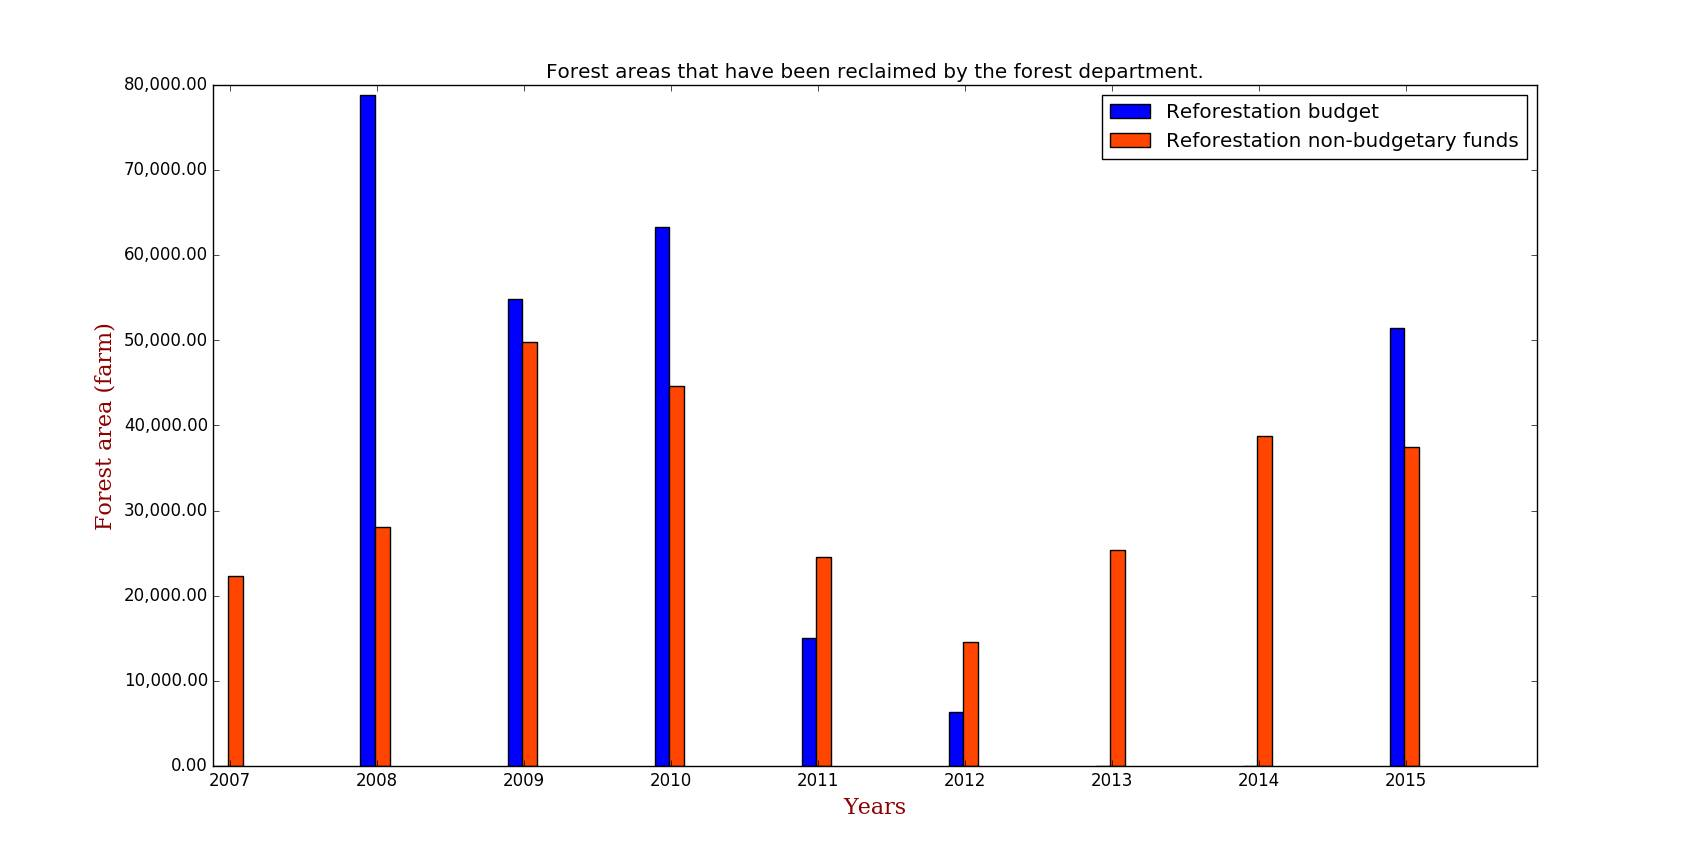 Forest areas that have been reclaimed by the forest department.
Reforestation budget
Reforestation non-budgetary funds
80,000.00
70,000.00
60,000.00
50,000.00
40,000.00
30,000.00
20,000.00
10,000.00
0.00
Forest area (farm)
2007 2008 2009 2010 2011 2012 2013 2014 2015
Years